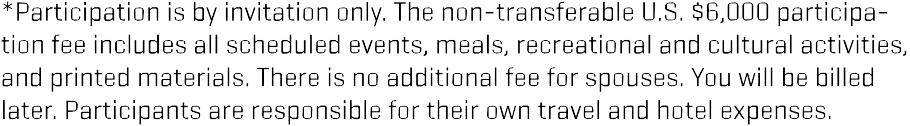 *Participation is by invitation only. The non-transferable U.S. $6,000 participa-
tion fee includes all scheduled events, meals, recreational and cultural activities,
and printed materials. There is no additional fee for spouses. You will be billed
later. Participants are responsible for their own travel and hotel expenses.